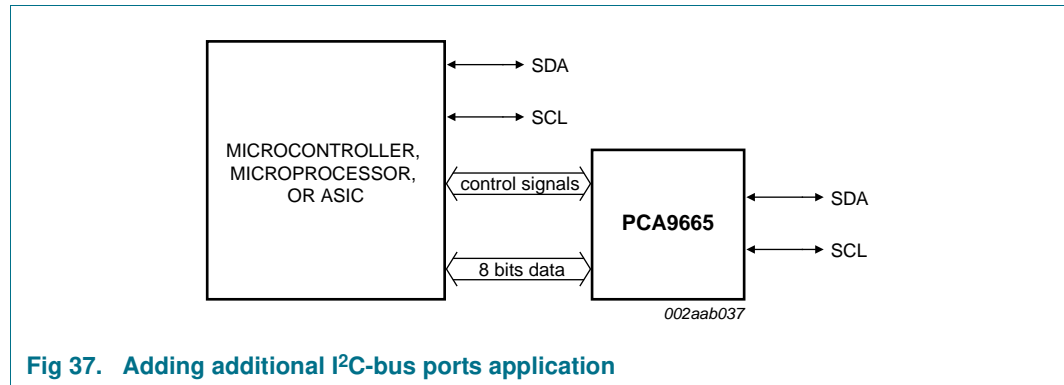 SDA
SCL
MICROCONTROLLER,
MICROPROCESSOR,
OR ASIC
control signals
8 bits data
PCA9665
SDA
SCL
002aab037
Fig 37. Adding additional I²C-bus ports application